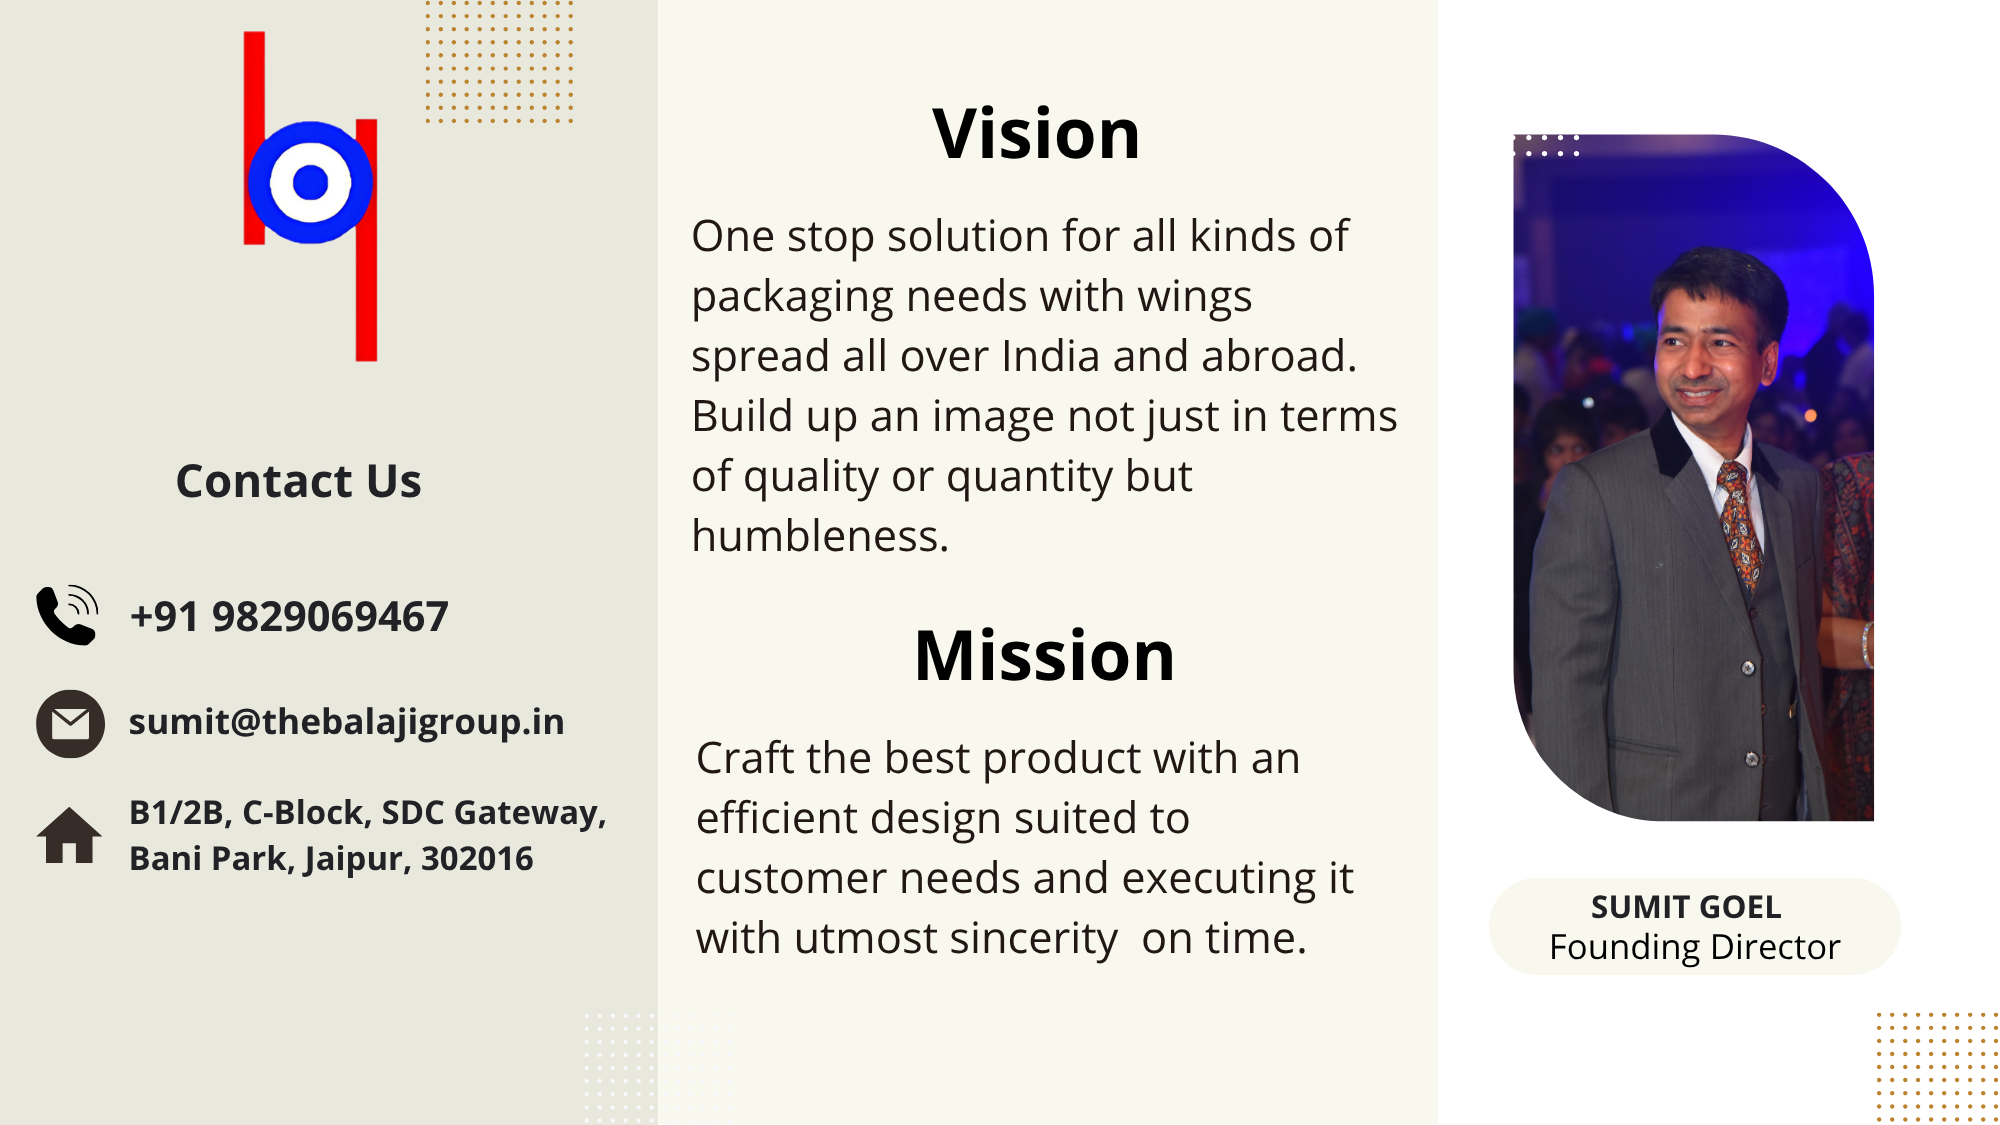 Contact Us
+91 9829069467
sumit@thebalajigroup.in
B1/2B, C-Block, SDC Gateway,
Bani Park, Jaipur, 302016
Vision
One stop solution for all kinds of
packaging needs with wings
spread all over India and abroad.
Build up an image not just in terms
of quality or quantity but
humbleness.
Mission
Craft the best product with an
efficient design suited to
customer needs and executing it
with utmost sincerity  on time.
SUMIT GOEL
Founding Director